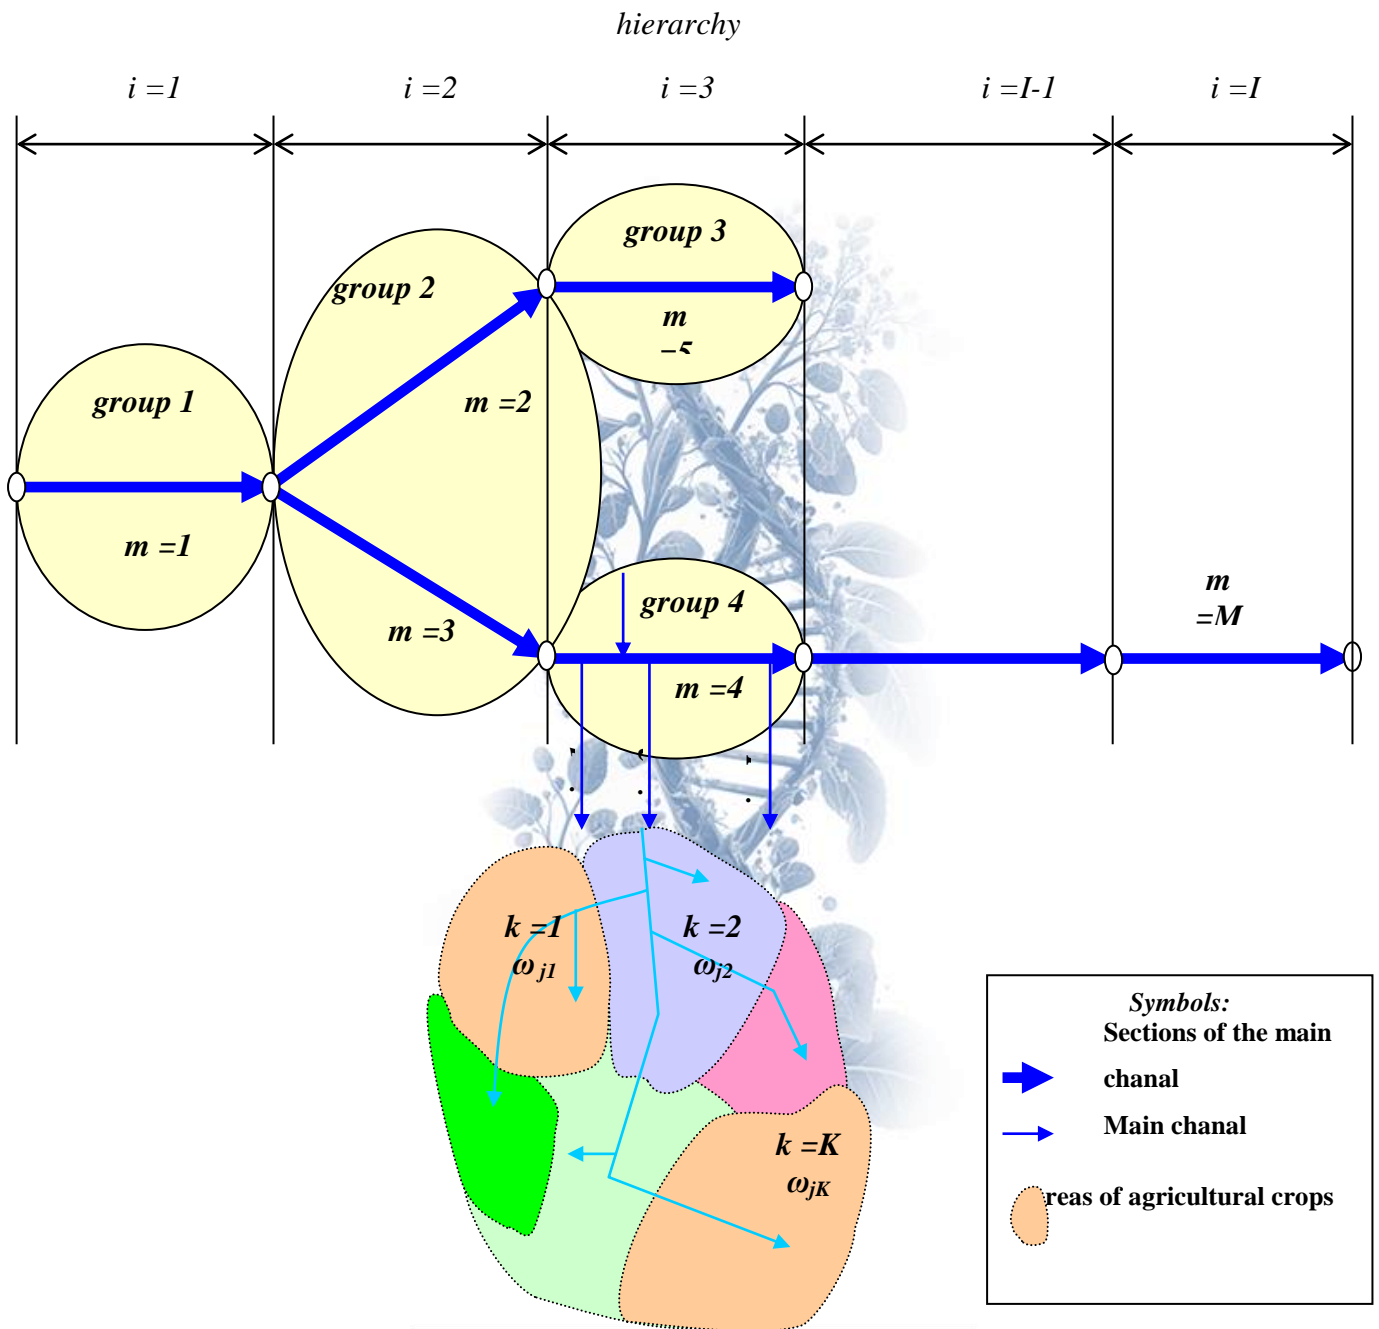 hierarchy
i =1
i =2
i =3
i =I-1
i =I
group 3
group 2
m
=5
group 1
m =2
m =1
m
=M
group 4
m =3
m =4
k =1
ω j1
k =2
ωj2
k =K
ωjK
Symbols:
Sections of the main
chanal
Main chanal
reas of agricultural crops